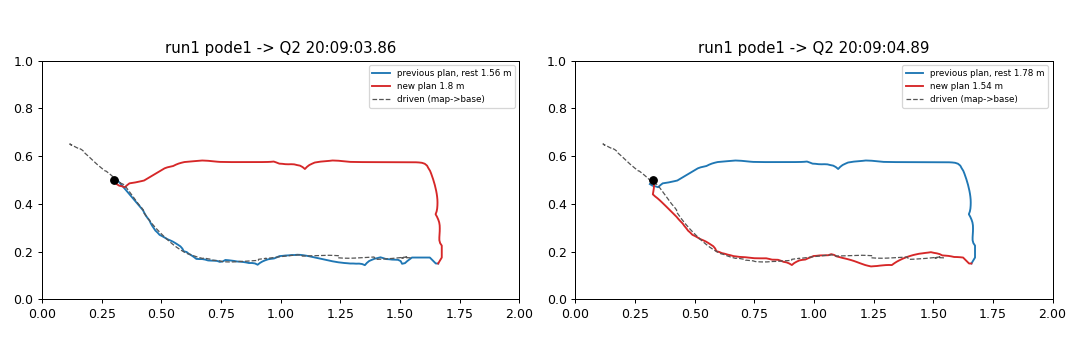 run1 pode1 -> Q2 20:09:03.86
1.0
0.8
0.6
0.4
0.2
0.0
0.00 0.25 0.50 0.75 1.00 1.25 1.50 1.75 2.00
previous plan, rest 1.56 m
new plan 1.8 m
driven (map->base)
run1 pode1 -> Q2 20:09:04.89
1.0
0.8
0.6
0.4
0.2
0.0
0.00 0.25 0.50 0.75 1.00 1.25 1.50 1.75 2.00
previous plan, rest 1.78 m
new plan 1.54 m
driven (map->base)